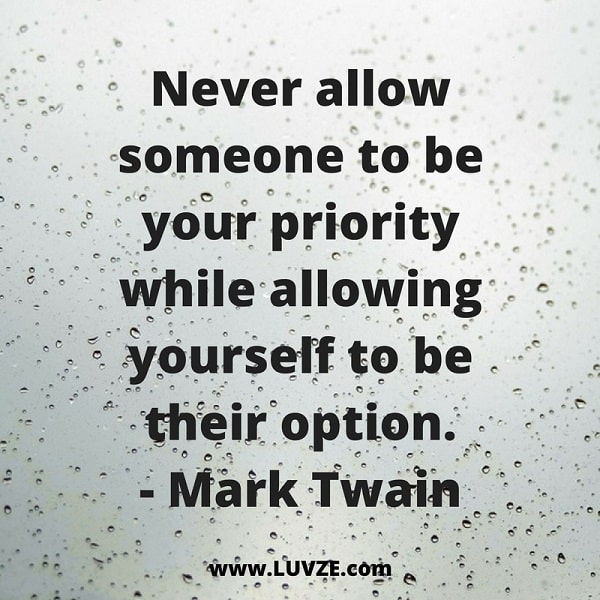 Never allow
someone to be
your priority
while allowing
yourself to be
their option.
- Mark Twain
www.LUVZE.com